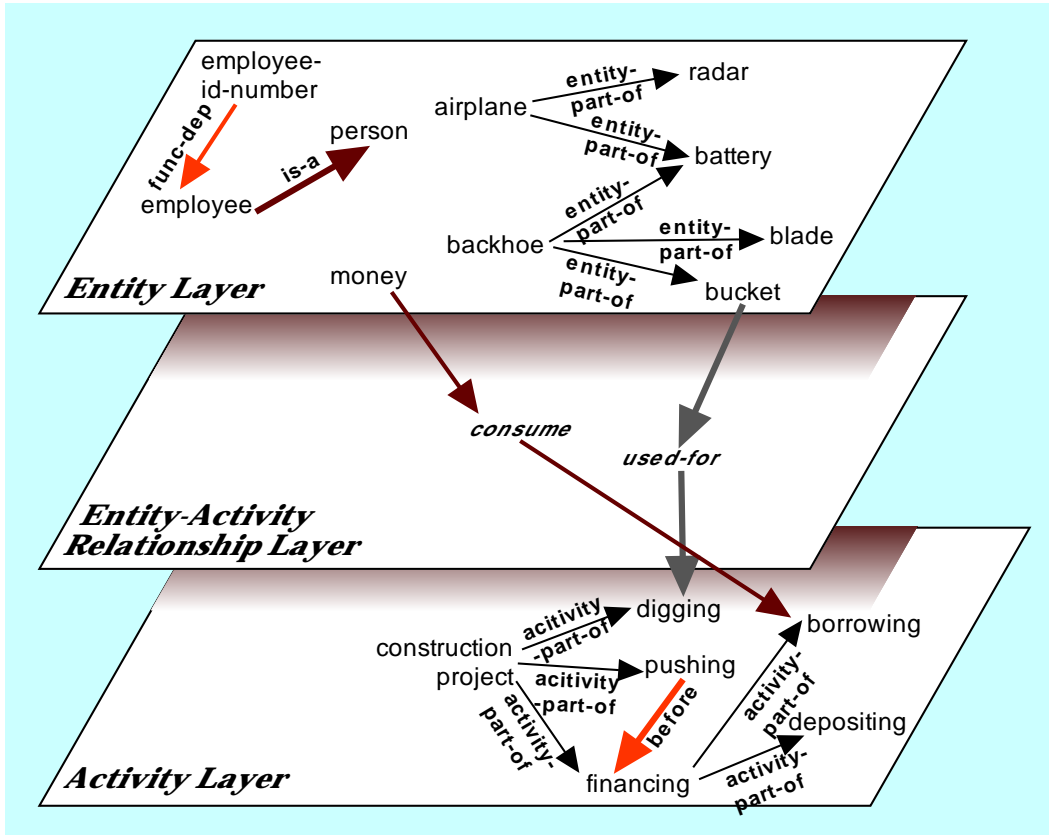 employee-
id-number
func-dep
employee
is-a
person
airplane
entity-
part-of
radar
entity-
part-of
battery
backhoe
entity-
part-of
entity-
part-of
blade
entity-
part-of
bucket
money
Entity Layer
consume
used-for
Entity-Activity
Relationship Layer
construction
project
acitivity
-part-of
digging
acitivity
-part-of
pushing
activity-
part-of
before
financing
activity-
part-of
borrowing
activity-
part-of
depositing
Activity Layer